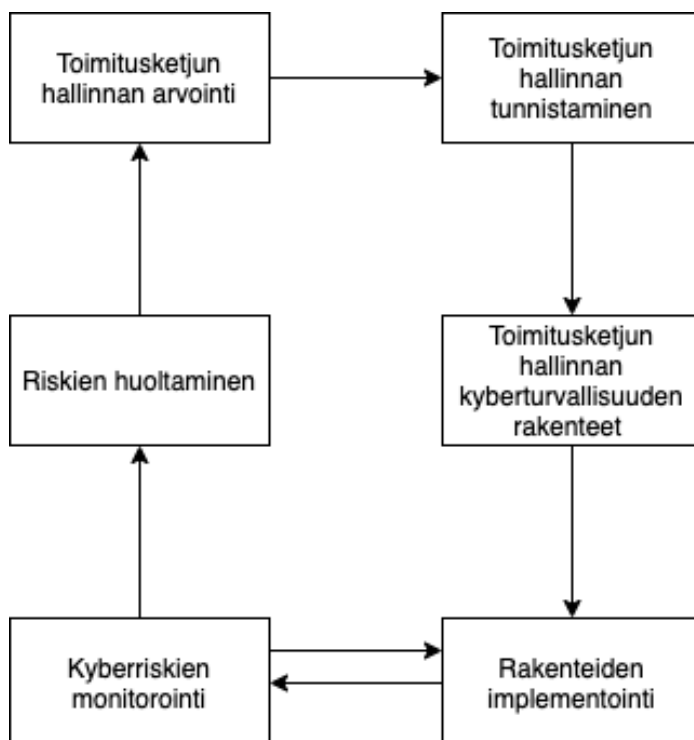 Toimitusketjun
hallinnan arvointi
Toimitusketjun
hallinnan
tunnistaminen
Riskien huoltaminen
Toimitusketjun
hallinnan
kyberturvallisuuden
rakenteet
Kyberriskien
monitorointi
Rakenteiden
implementointi